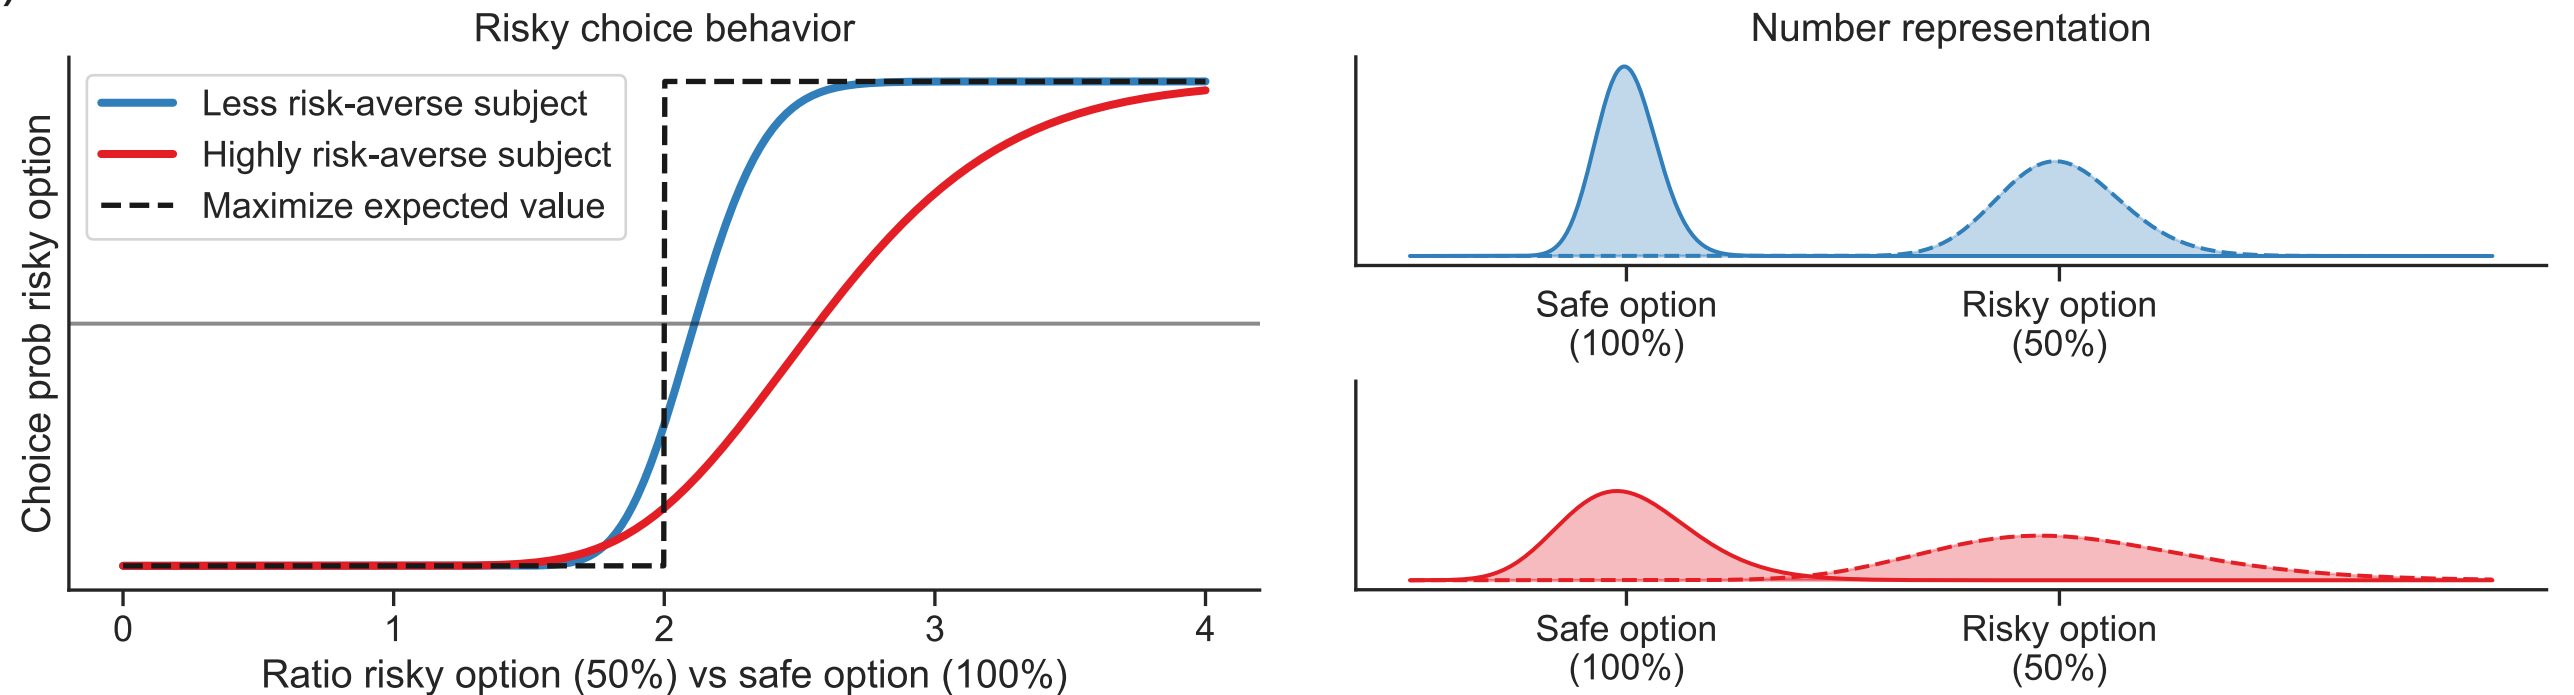 )
Risky choice behavior
Less risk-averse subject
Highly risk-averse subject
Maximize expected value
Choice prob risky option
0 1 2 3 4
Ratio risky option (50%) vs safe option (100%)
Number representation
Safe option
(100%)
Risky option
(50%)
Safe option
(100%)
Risky option
(50%)